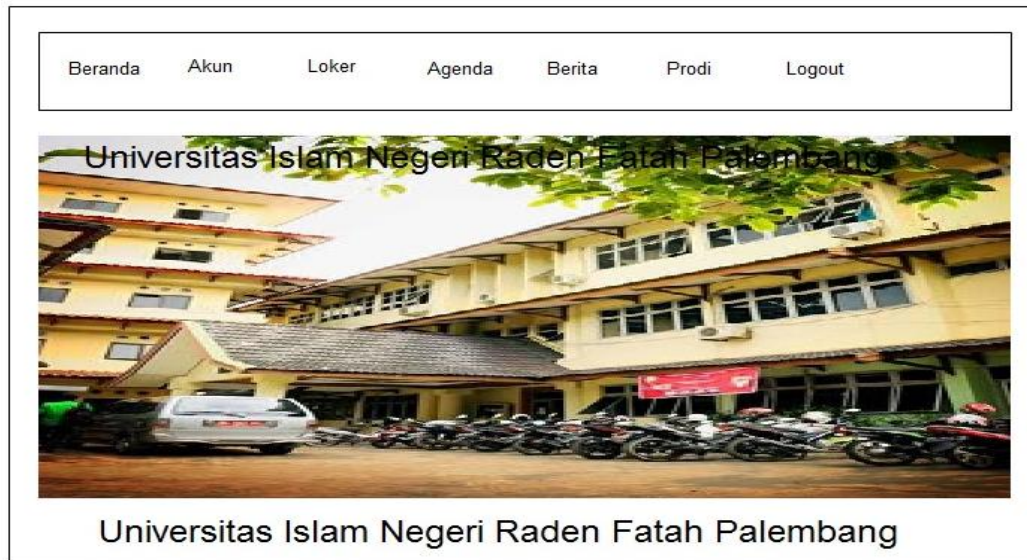 Beranda Akun Loker Agenda Berita Prodi Logout
Universitas Islam Negeri Raden Fatah Palembang
Universitas Islam Negeri Raden Fatah Palembang